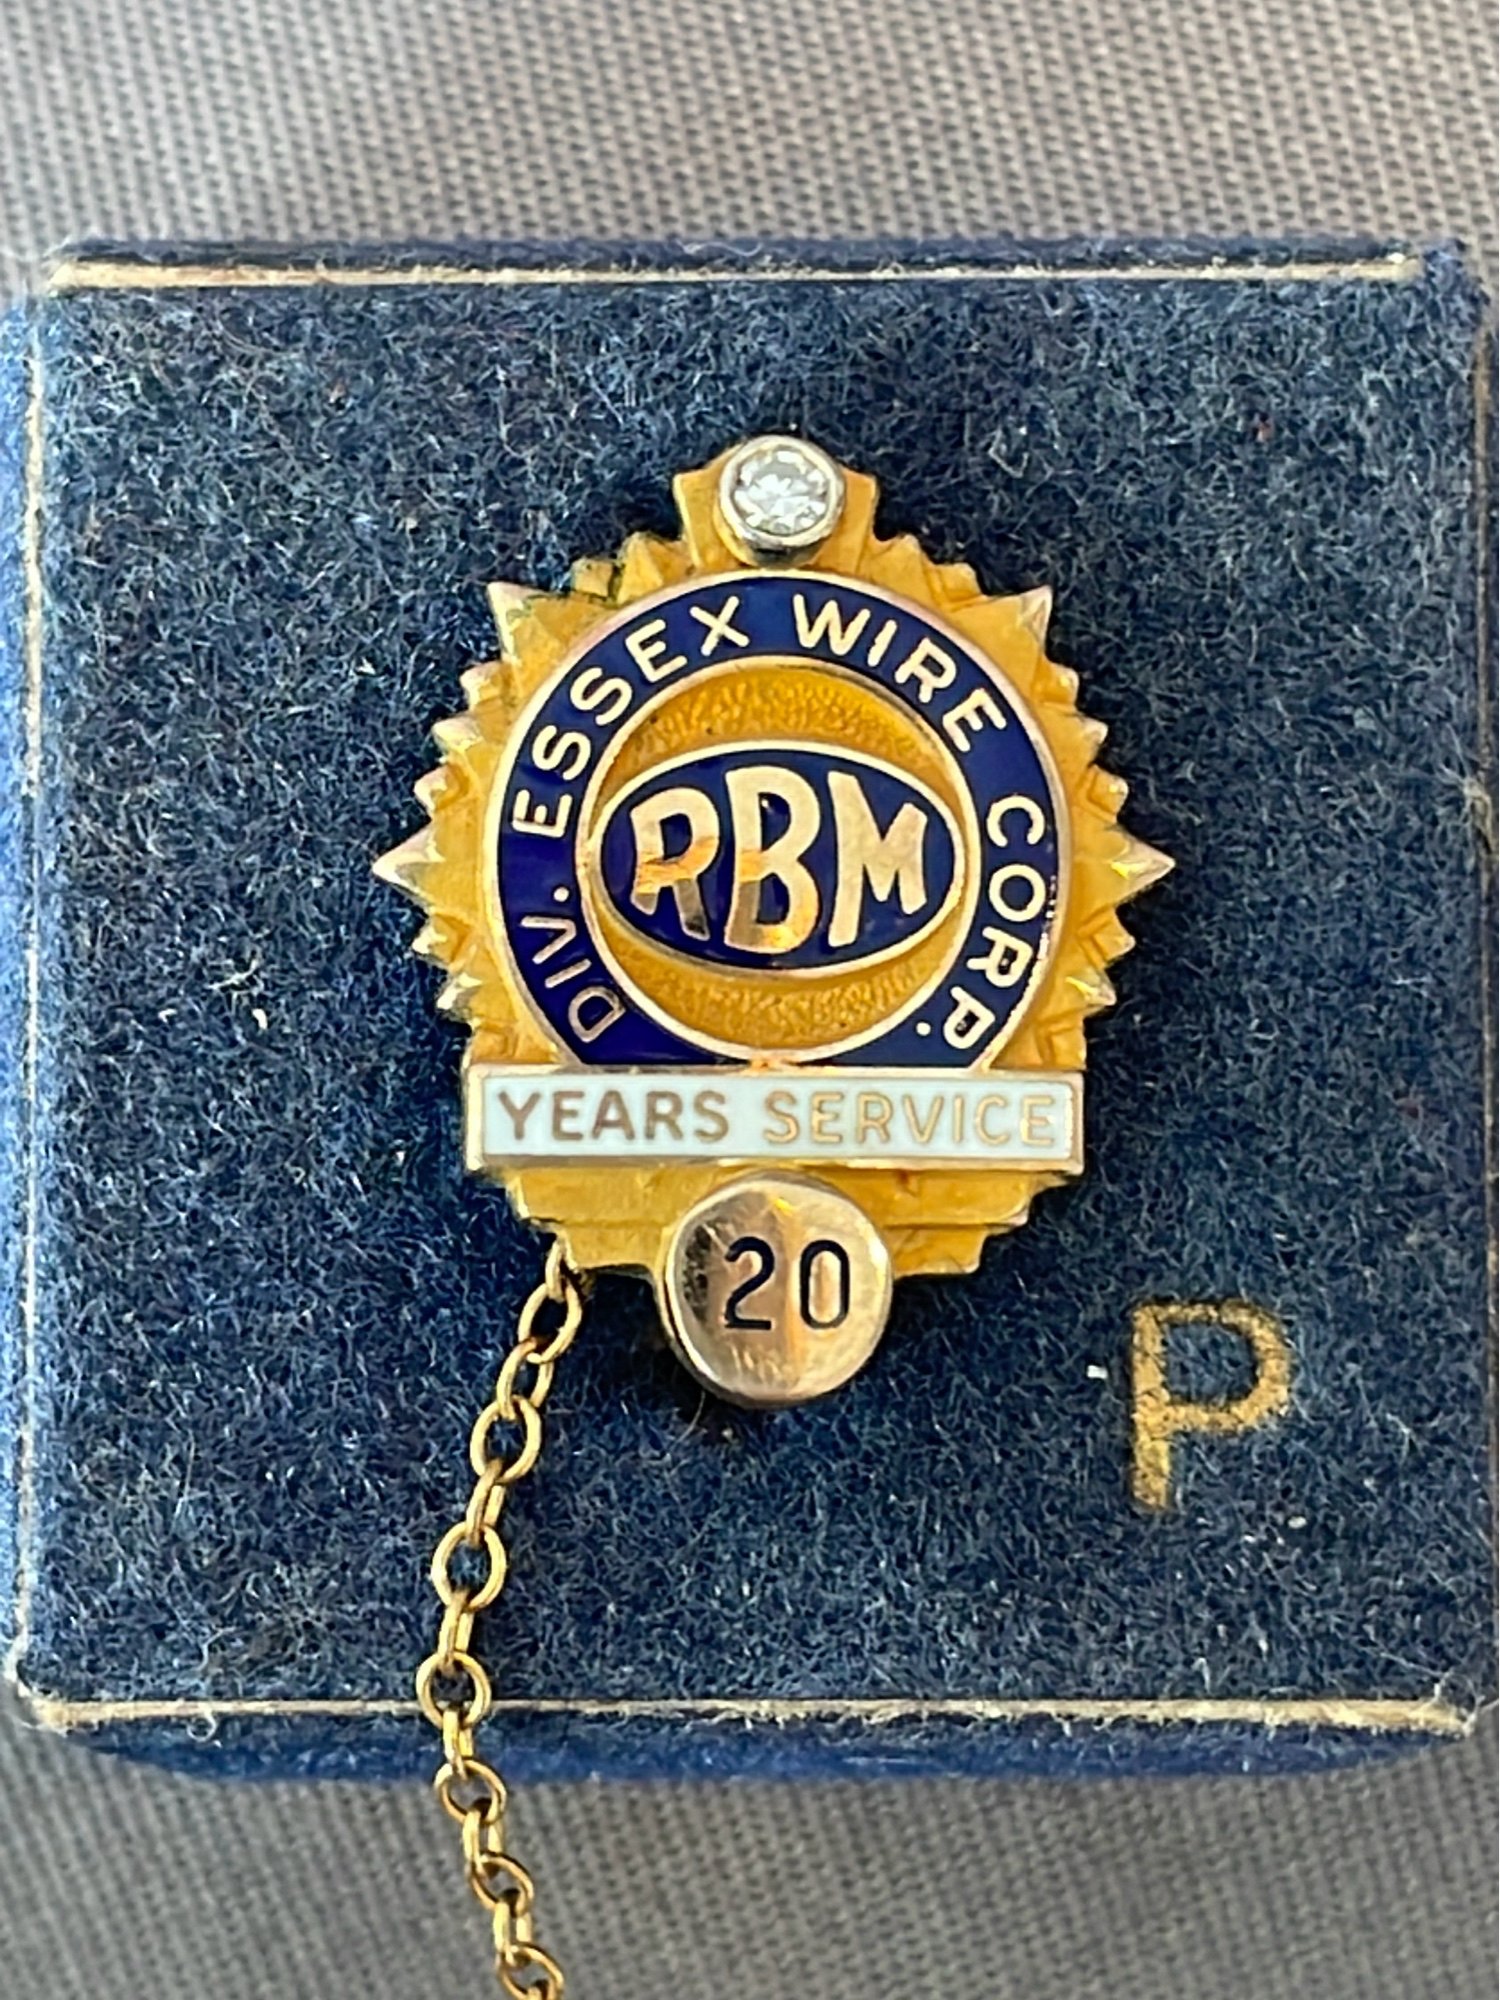 DIV. ESSEX WIRE CORP.
RBM
YEARS SERVICE
20
P